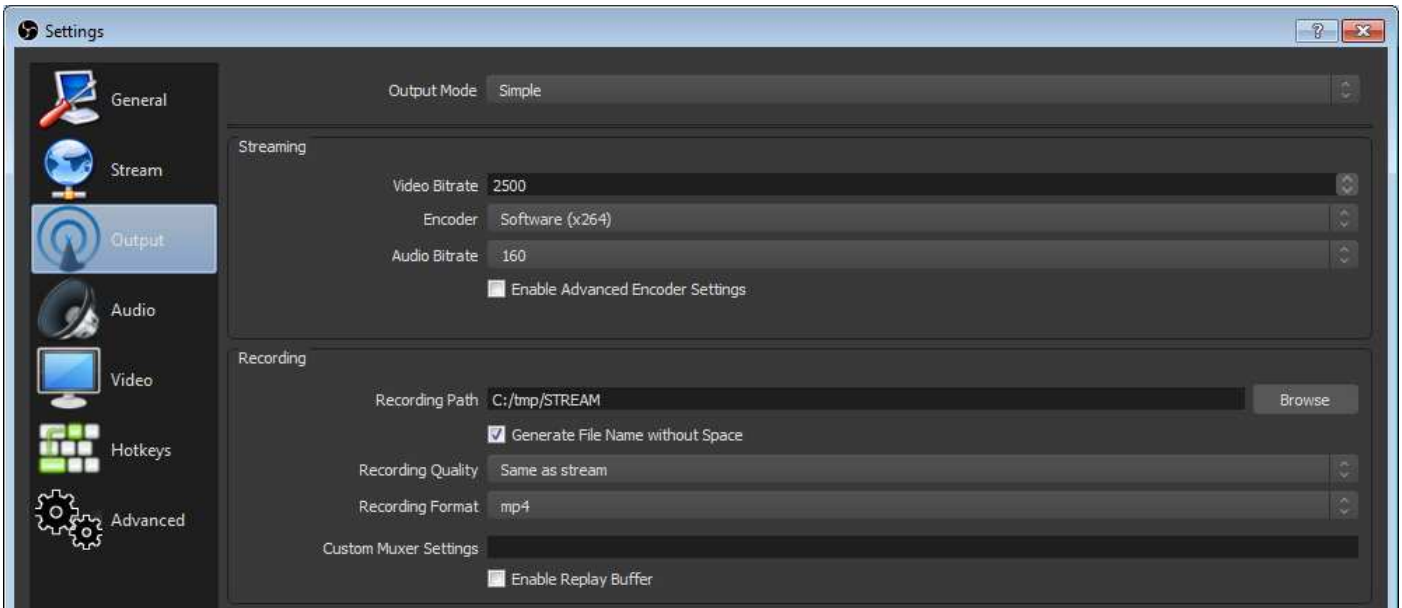 Settings
General
Stream
Output
Audio
Video
Hotkeys
Advanced
Output Mode Simple
Streaming
Video Bitrate 2500
Encoder Software (x264)
Audio Bitrate 160
Enable Advanced Encoder Settings
Recording
Recording Path C:/tmp/STREAM Browse
Generate File Name without Space
Recording Quality Same as stream
Recording Format mp4
Custom Muxer Settings
Enable Replay Buffer